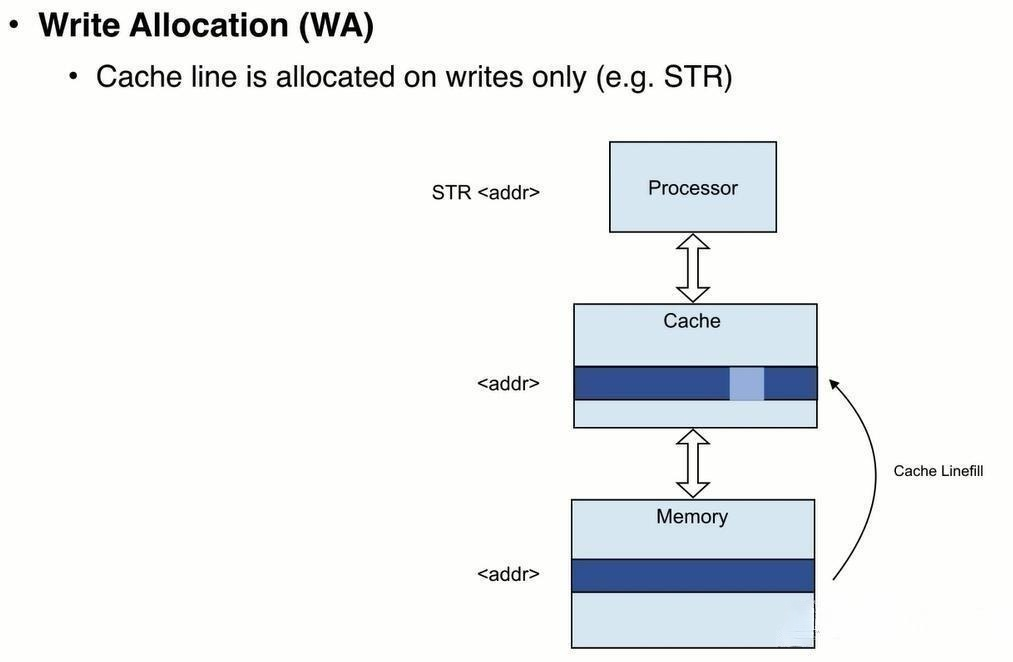 • Write Allocation (WA)
• Cache line is allocated on writes only (e.g. STR)
STR <addr>
Processor
Cache
<addr>
Cache Linefill
Memory
<addr>